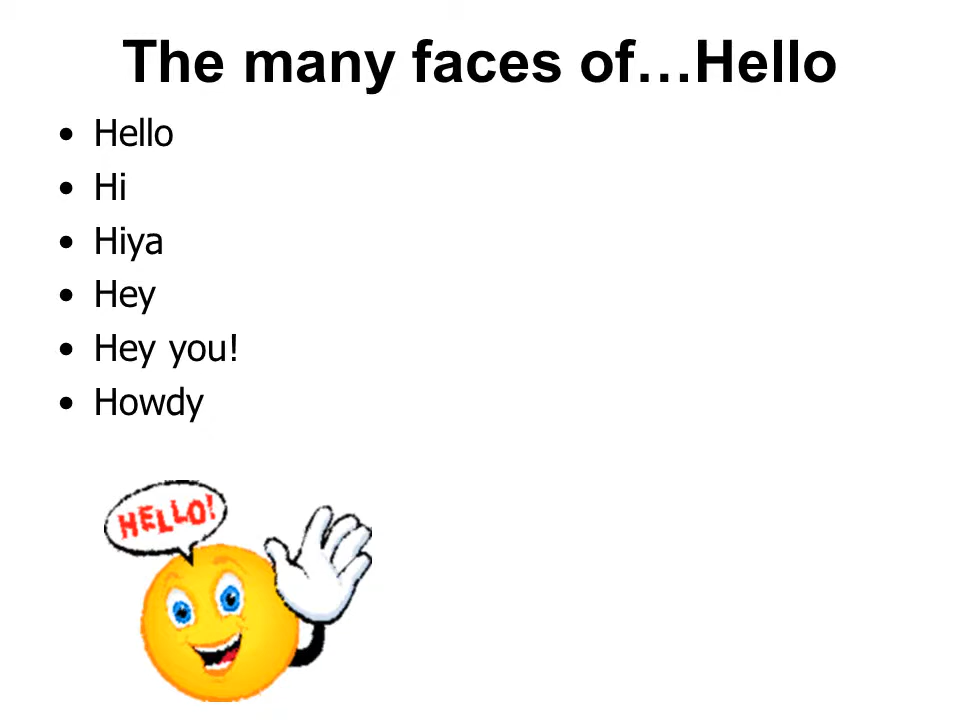 The many faces of…Hello
• Hello
• Hi
• Hiya
• Hey
• Hey you!
• Howdy
HELLO!